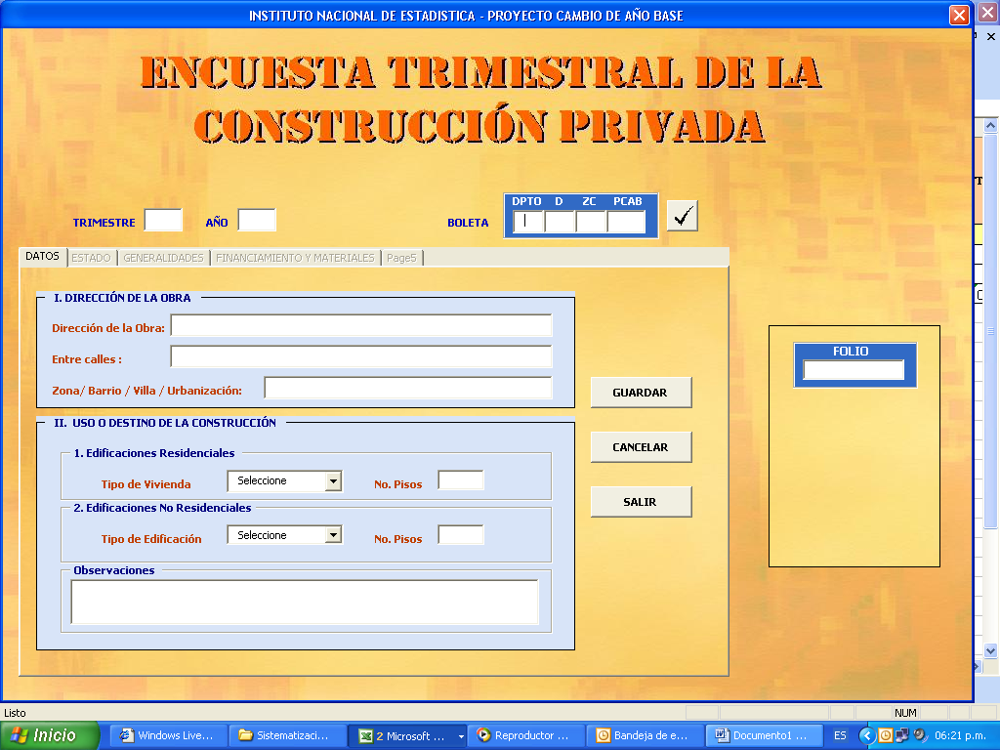 INSTITUTO NACIONAL DE ESTADISTICA - PROYECTO CAMBIO DE AÑO BASE
ENCUESTA TRIMESTRAL DE LA
CONSTRUCCIÓN PRIVADA
TRIMESTRE AÑO BOLETA DPTO D ZC PCAB
DATOS ESTADO GENERALIDADES FINANCIAMIENTO Y MATERIALES Page5
I. DIRECCIÓN DE LA OBRA
Dirección de la Obra:
Entre calles :
Zona/ Barrio / Villa / Urbanización:
II. USO O DESTINO DE LA CONSTRUCCIÓN
1. Edificaciones Residenciales
Tipo de Vivienda Seleccione No. Pisos
2. Edificaciones No Residenciales
Tipo de Edificación Seleccione No. Pisos
Observaciones
GUARDAR
CANCELAR
SALIR
FOLIO
Listo NUM
Inicio Windows Live... Sistematizaci... 2 Microsoft ... Reproductor ... Bandeja de e... Documento1 ... ES 06:21 p.m.